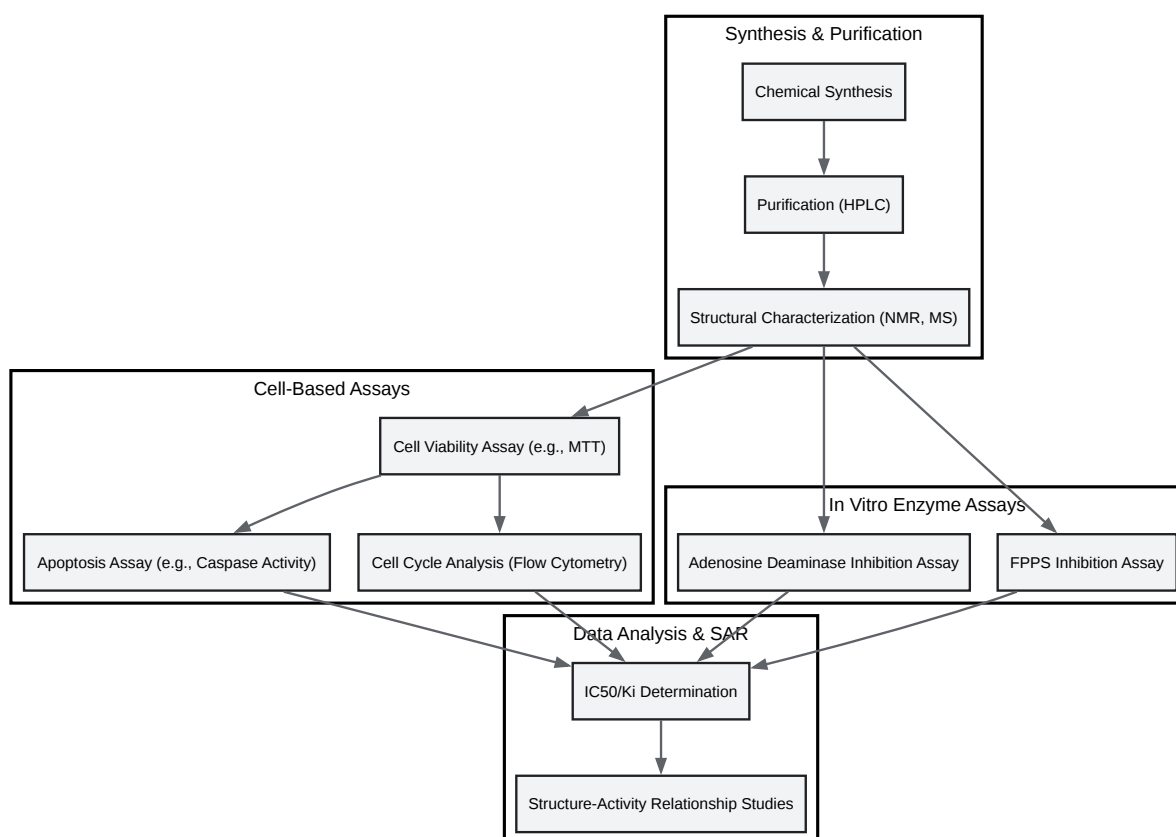 Synthesis & Purification
Chemical Synthesis
Purification (HPLC)
Structural Characterization (NMR, MS)
Cell-Based Assays
Cell Viability Assay (e.g., MTT)
Apoptosis Assay (e.g., Caspase Activity)
Cell Cycle Analysis (Flow Cytometry)
In Vitro Enzyme Assays
Adenosine Deaminase Inhibition Assay
FPPS Inhibition Assay
Data Analysis & SAR
IC50/Ki Determination
Structure-Activity Relationship Studies